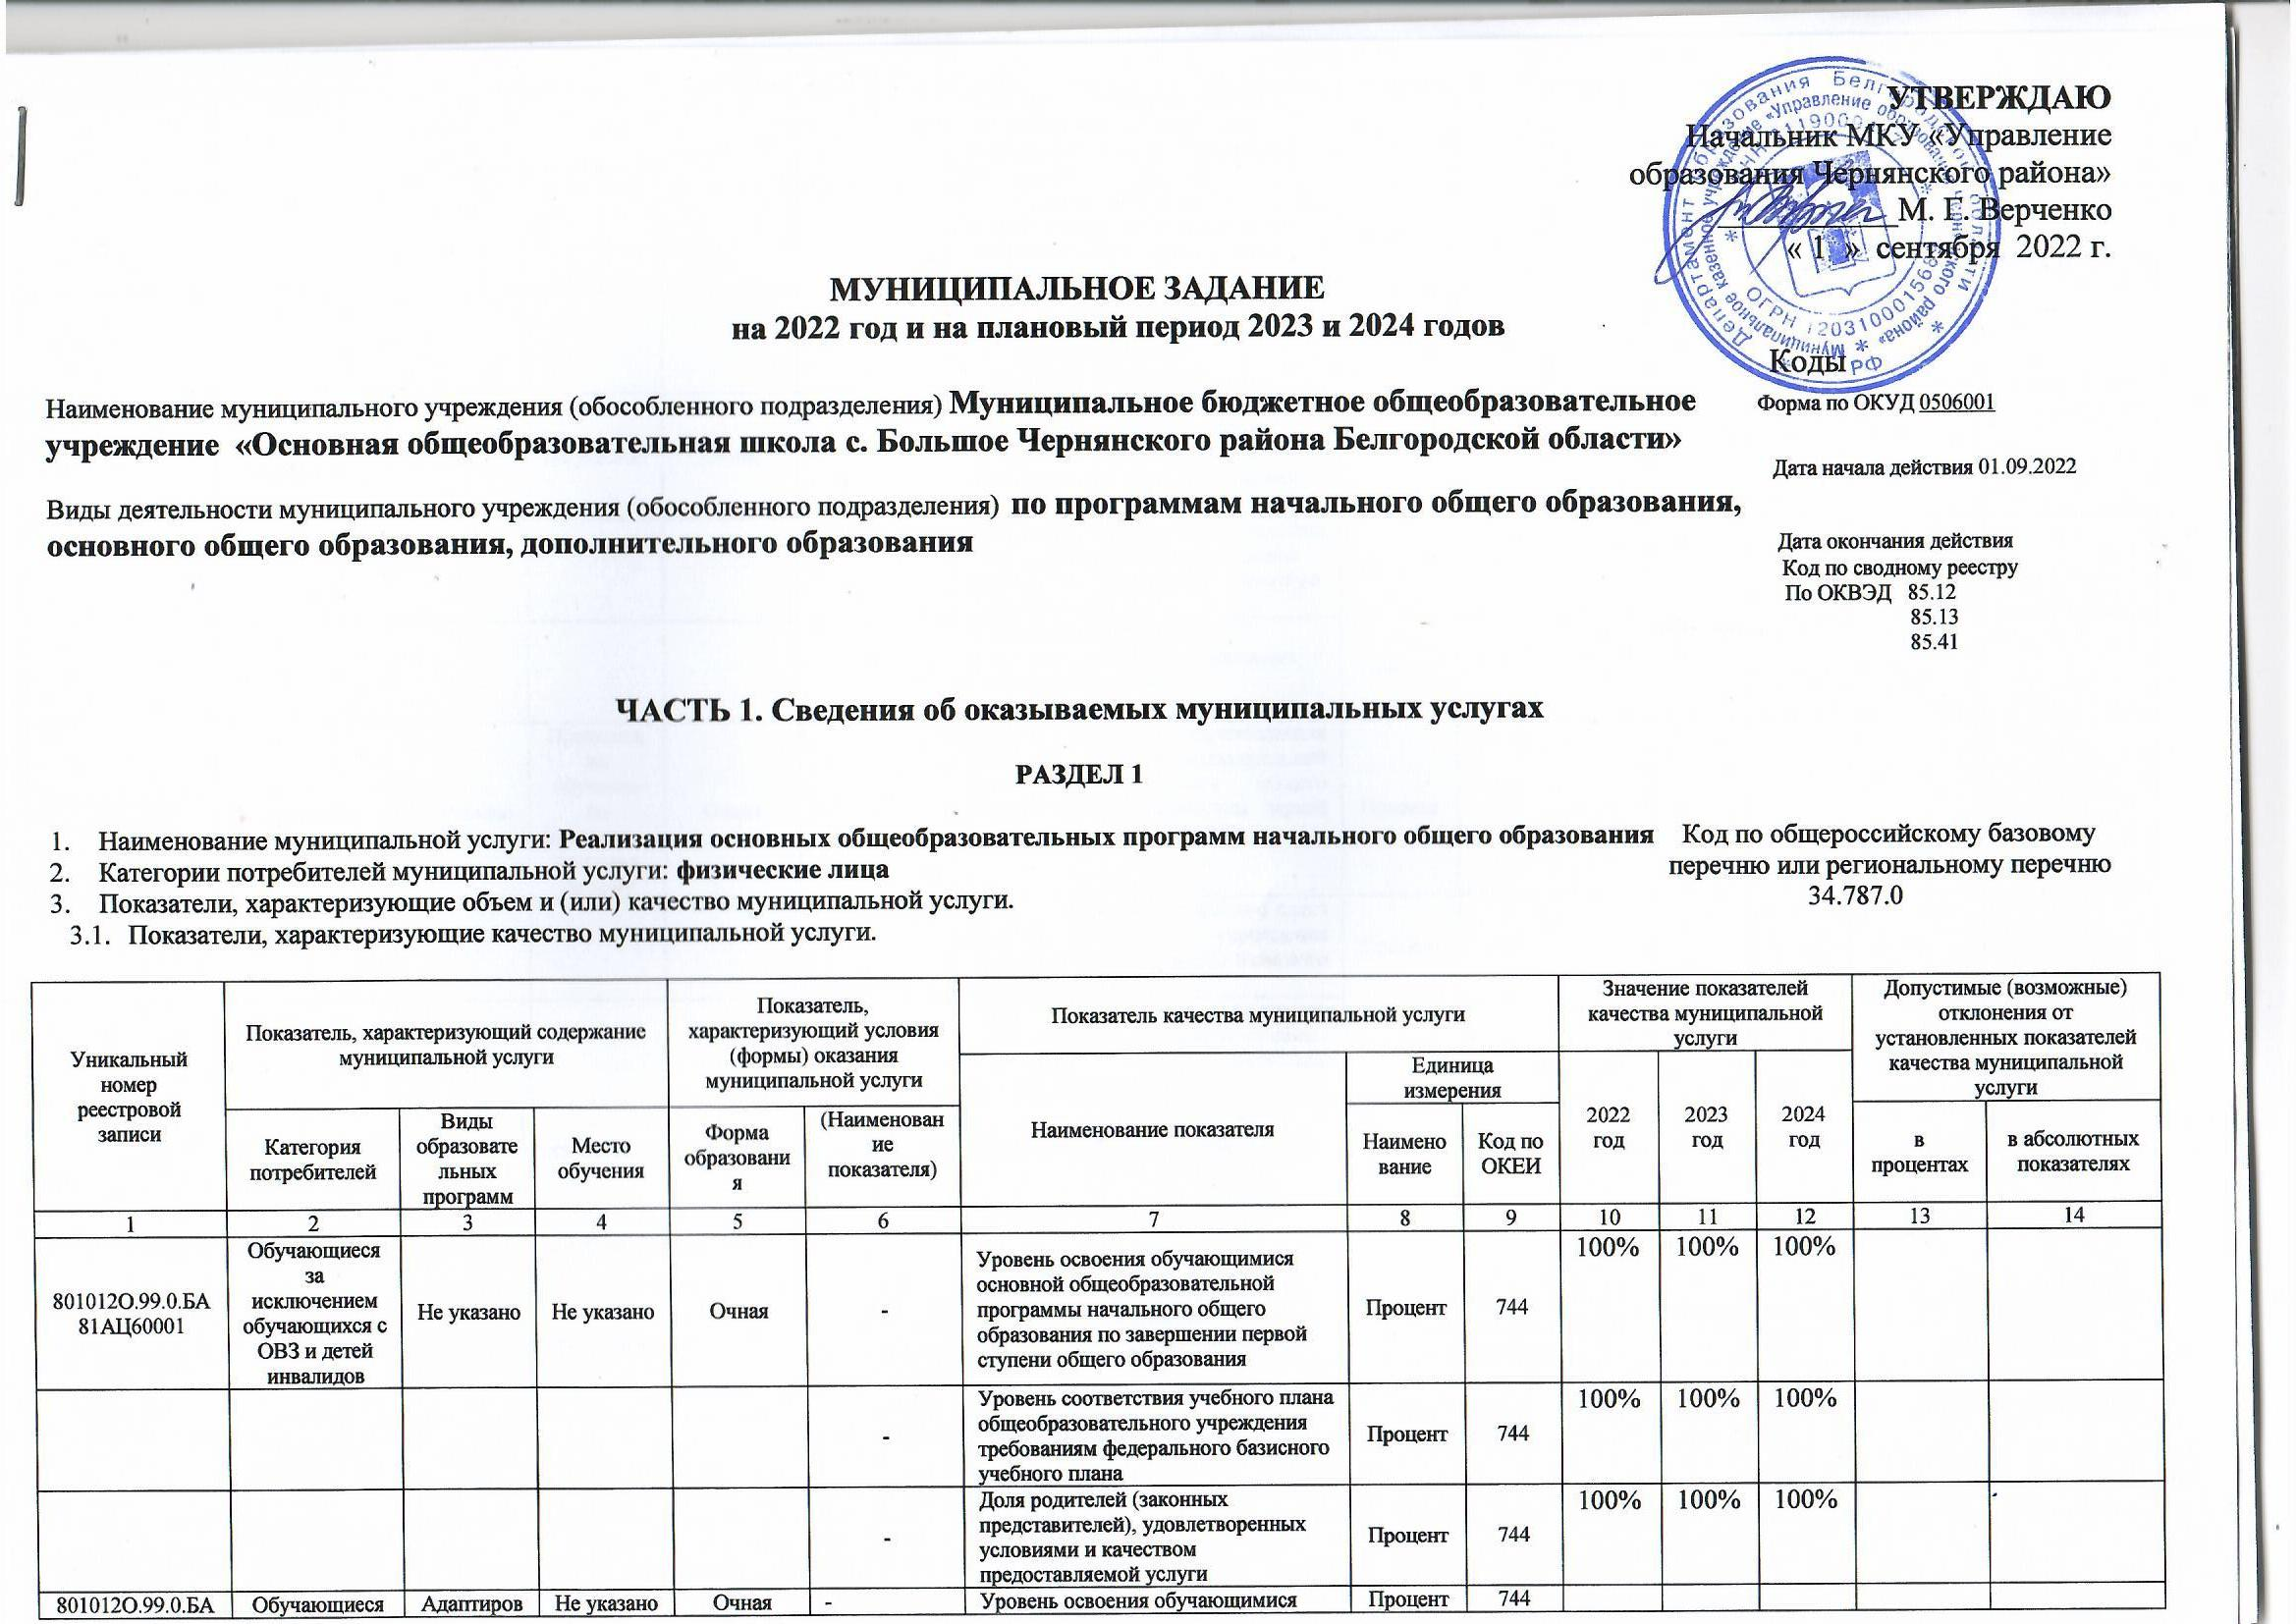 УТВЕРЖДАЮ
Начальник МКУ «Управление
образования Чернянского района»
М. Г. Верченко
« 1 » сентября 2022 г.
МУНИЦИПАЛЬНОЕ ЗАДАНИЕ
на 2022 год и на плановый период 2023 и 2024 годов
Коды
Наименование муниципального учреждения (обособленного подразделения) Муниципальное бюджетное общеобразовательное
учреждение «Основная общеобразовательная школа с. Большое Чернянского района Белгородской области»
Форма по ОКУД 0506001
Дата начала действия 01.09.2022
Виды деятельности муниципального учреждения (обособленного подразделения) по программам начального общего образования,
основного общего образования, дополнительного образования
Дата окончания действия
Код по сводному реестру
По ОКВЭД 85.12
85.13
85.41
ЧАСТЬ 1. Сведения об оказываемых муниципальных услугах
РАЗДЕЛ 1
1. Наименование муниципальной услуги: Реализация основных общеобразовательных программ начального общего образования
2. Категории потребителей муниципальной услуги: физические лица
3. Показатели, характеризующие объем и (или) качество муниципальной услуги.
3.1. Показатели, характеризующие качество муниципальной услуги.
Код по общероссийскому базовому
перечню или региональному перечню
34.787.0
Уникальный
номер
реестровой
записи
Показатель, характеризующий содержание
муниципальной услуги
Показатель,
характеризующий условия
(формы) оказания
муниципальной услуги
Показатель качества муниципальной услуги
Значение показателей
качества муниципальной
услуги
Допустимые (возможные)
отклонения от
установленных показателей
качества муниципальной
услуги
Категория
потребителей
Виды
образовате
льных
программ
Место
обучения
Форма
образовани
я
(Наименован
ие
показателя)
Наименование показателя
Единица
измерения
Наимено
вание
Код по
ОКЕИ
2022
год
2023
год
2024
год
в
процентах
в абсолютных
показателях
1 2 3 4 5 6 7 8 9 10 11 12 13 14
801012О.99.0.БА
81АЦ60001
Обучающиеся
за
исключением
обучающихся с
ОВЗ и детей
инвалидов
Не указано
Не указано
Очная
-
Уровень освоения обучающимися
основной общеобразовательной
программы начального общего
образования по завершении первой
ступени общего образования
Процент
744
100% 100% 100%
-
Уровень соответствия учебного плана
общеобразовательного учреждения
требованиям федерального базисного
учебного плана
Процент
744
100% 100% 100%
-
Доля родителей (законных
представителей), удовлетворенных
условиями и качеством
предоставляемой услуги
Процент
744
100% 100% 100%
801012О.99.0.БА Обучающиеся Адаптиров Не указано Очная - Уровень освоения обучающимися Процент 744